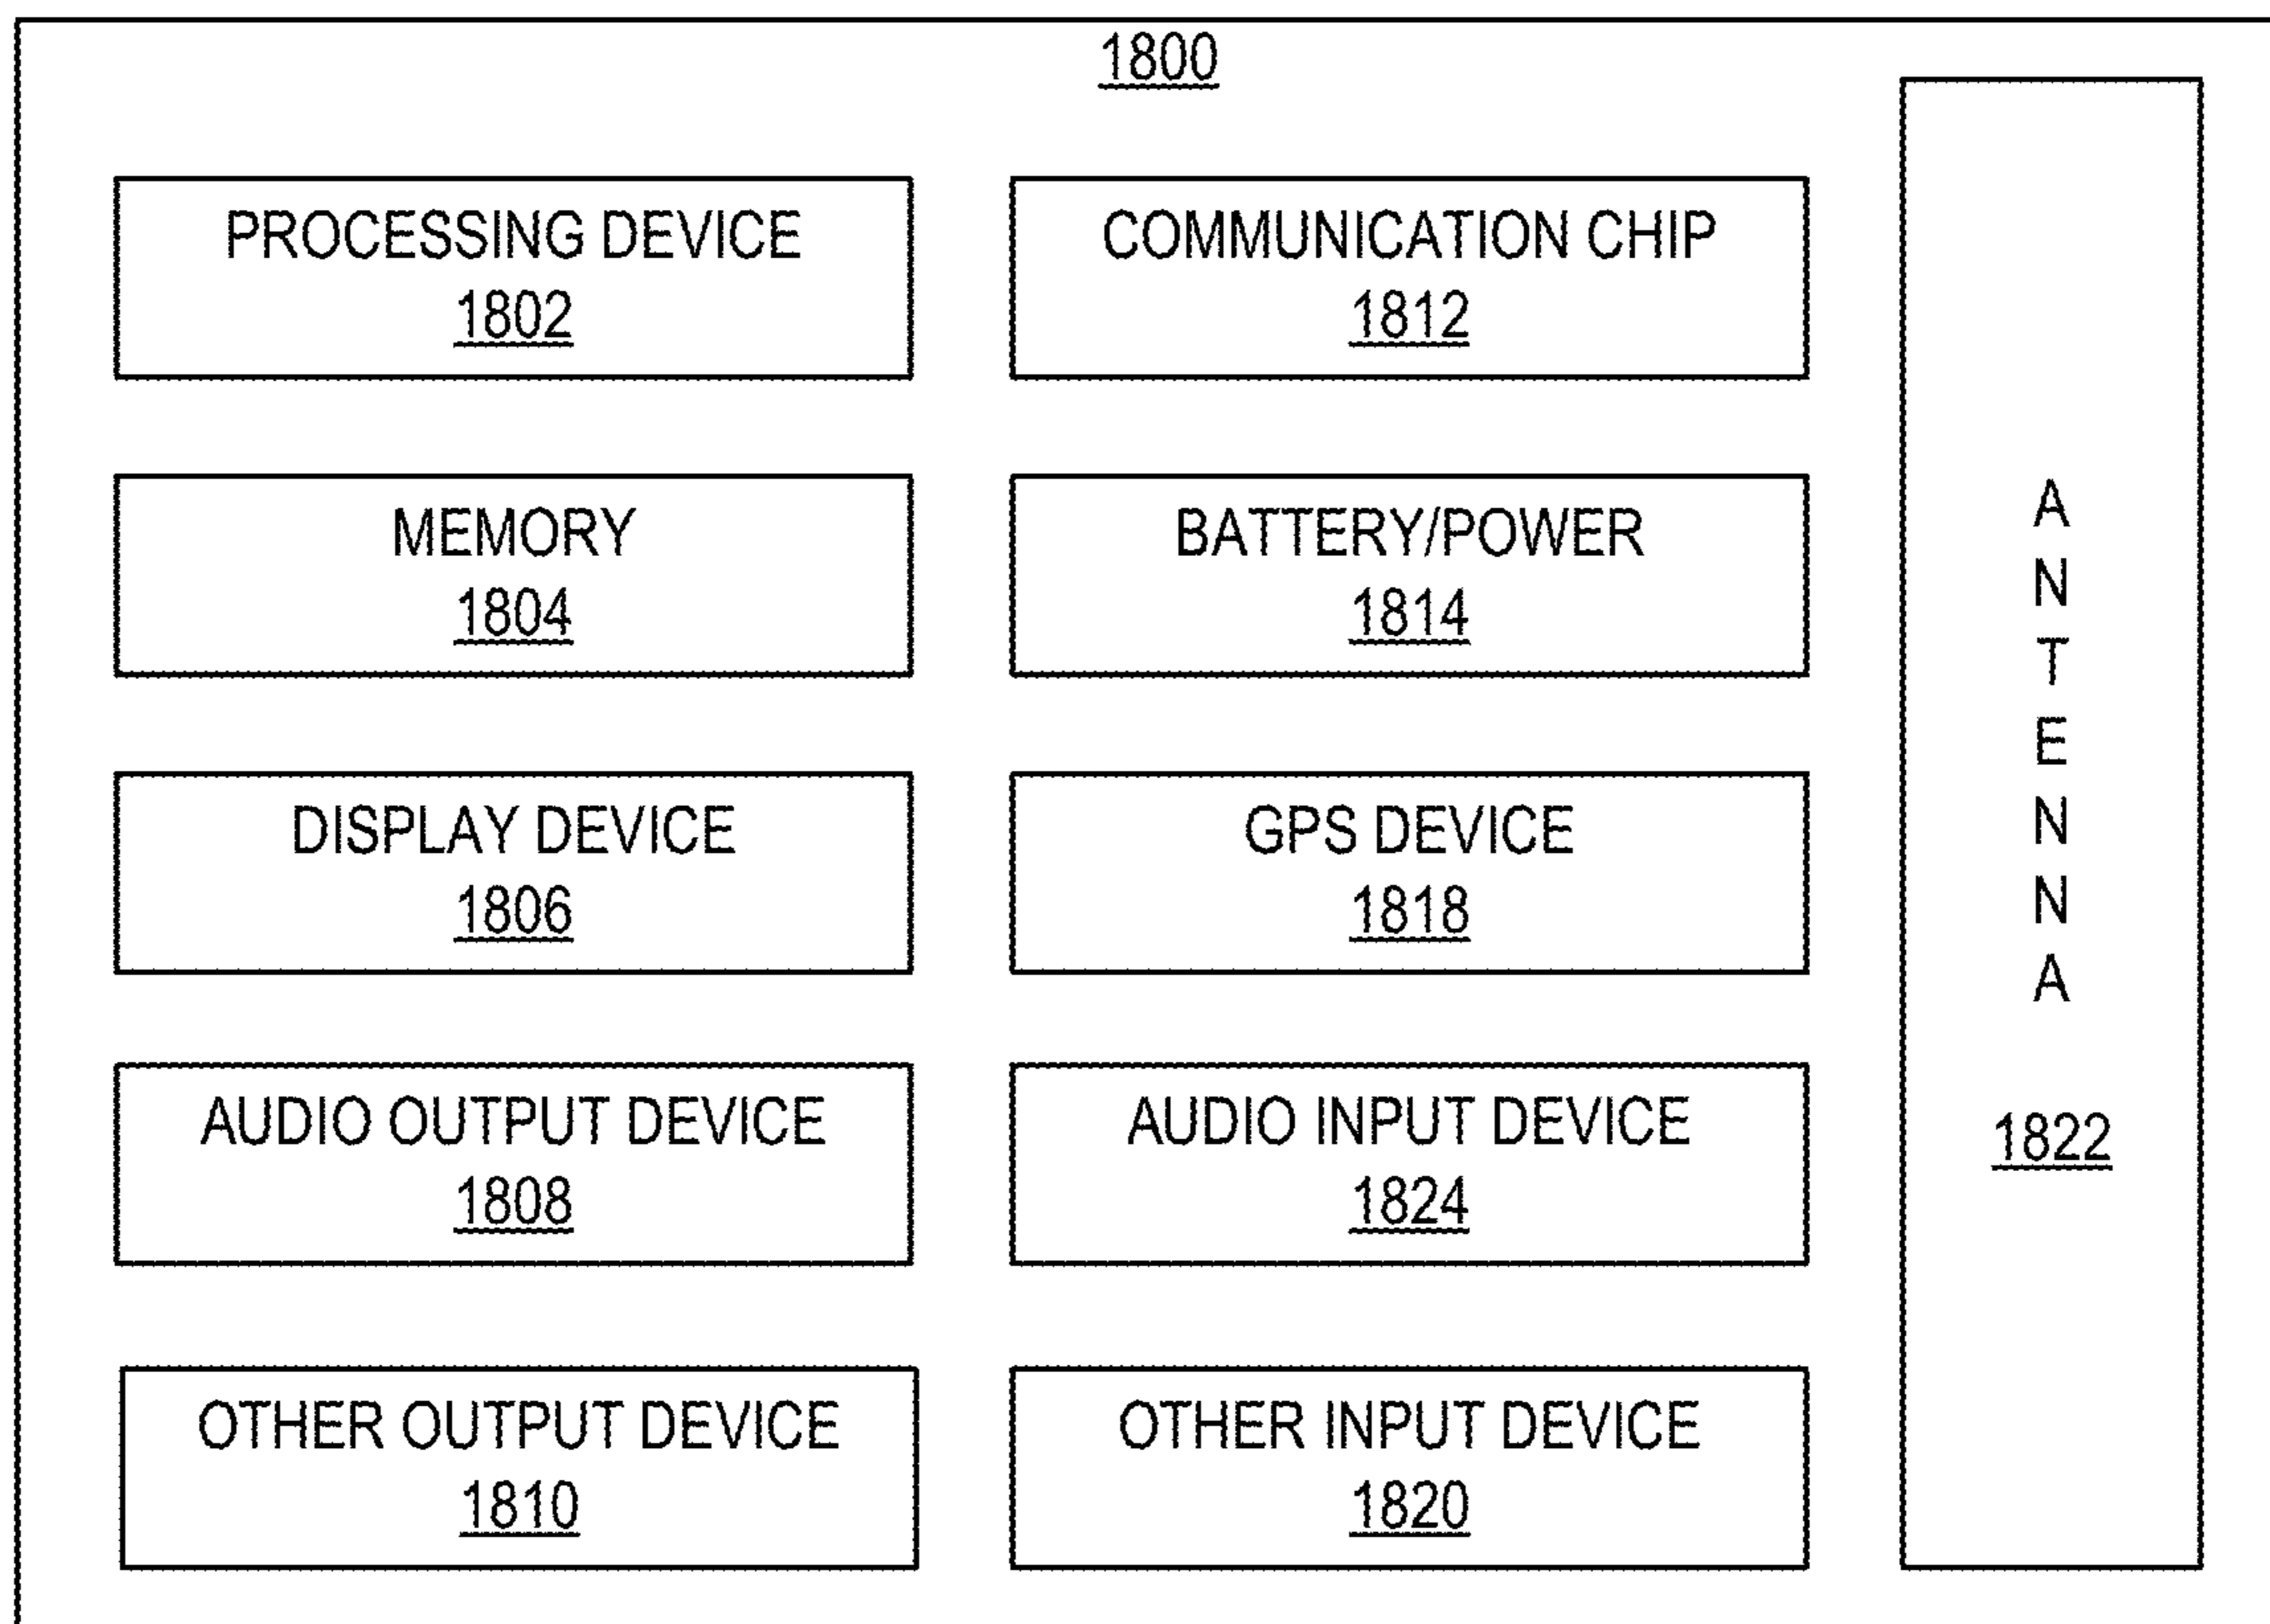 1800
PROCESSING DEVICE
1802
COMMUNICATION CHIP
1812
MEMORY
1804
BATTERY/POWER
1814
DISPLAY DEVICE
1806
GPS DEVICE
1818
AUDIO OUTPUT DEVICE
1808
AUDIO INPUT DEVICE
1824
OTHER OUTPUT DEVICE
1810
OTHER INPUT DEVICE
1820
A
N
T
E
N
N
A
1822